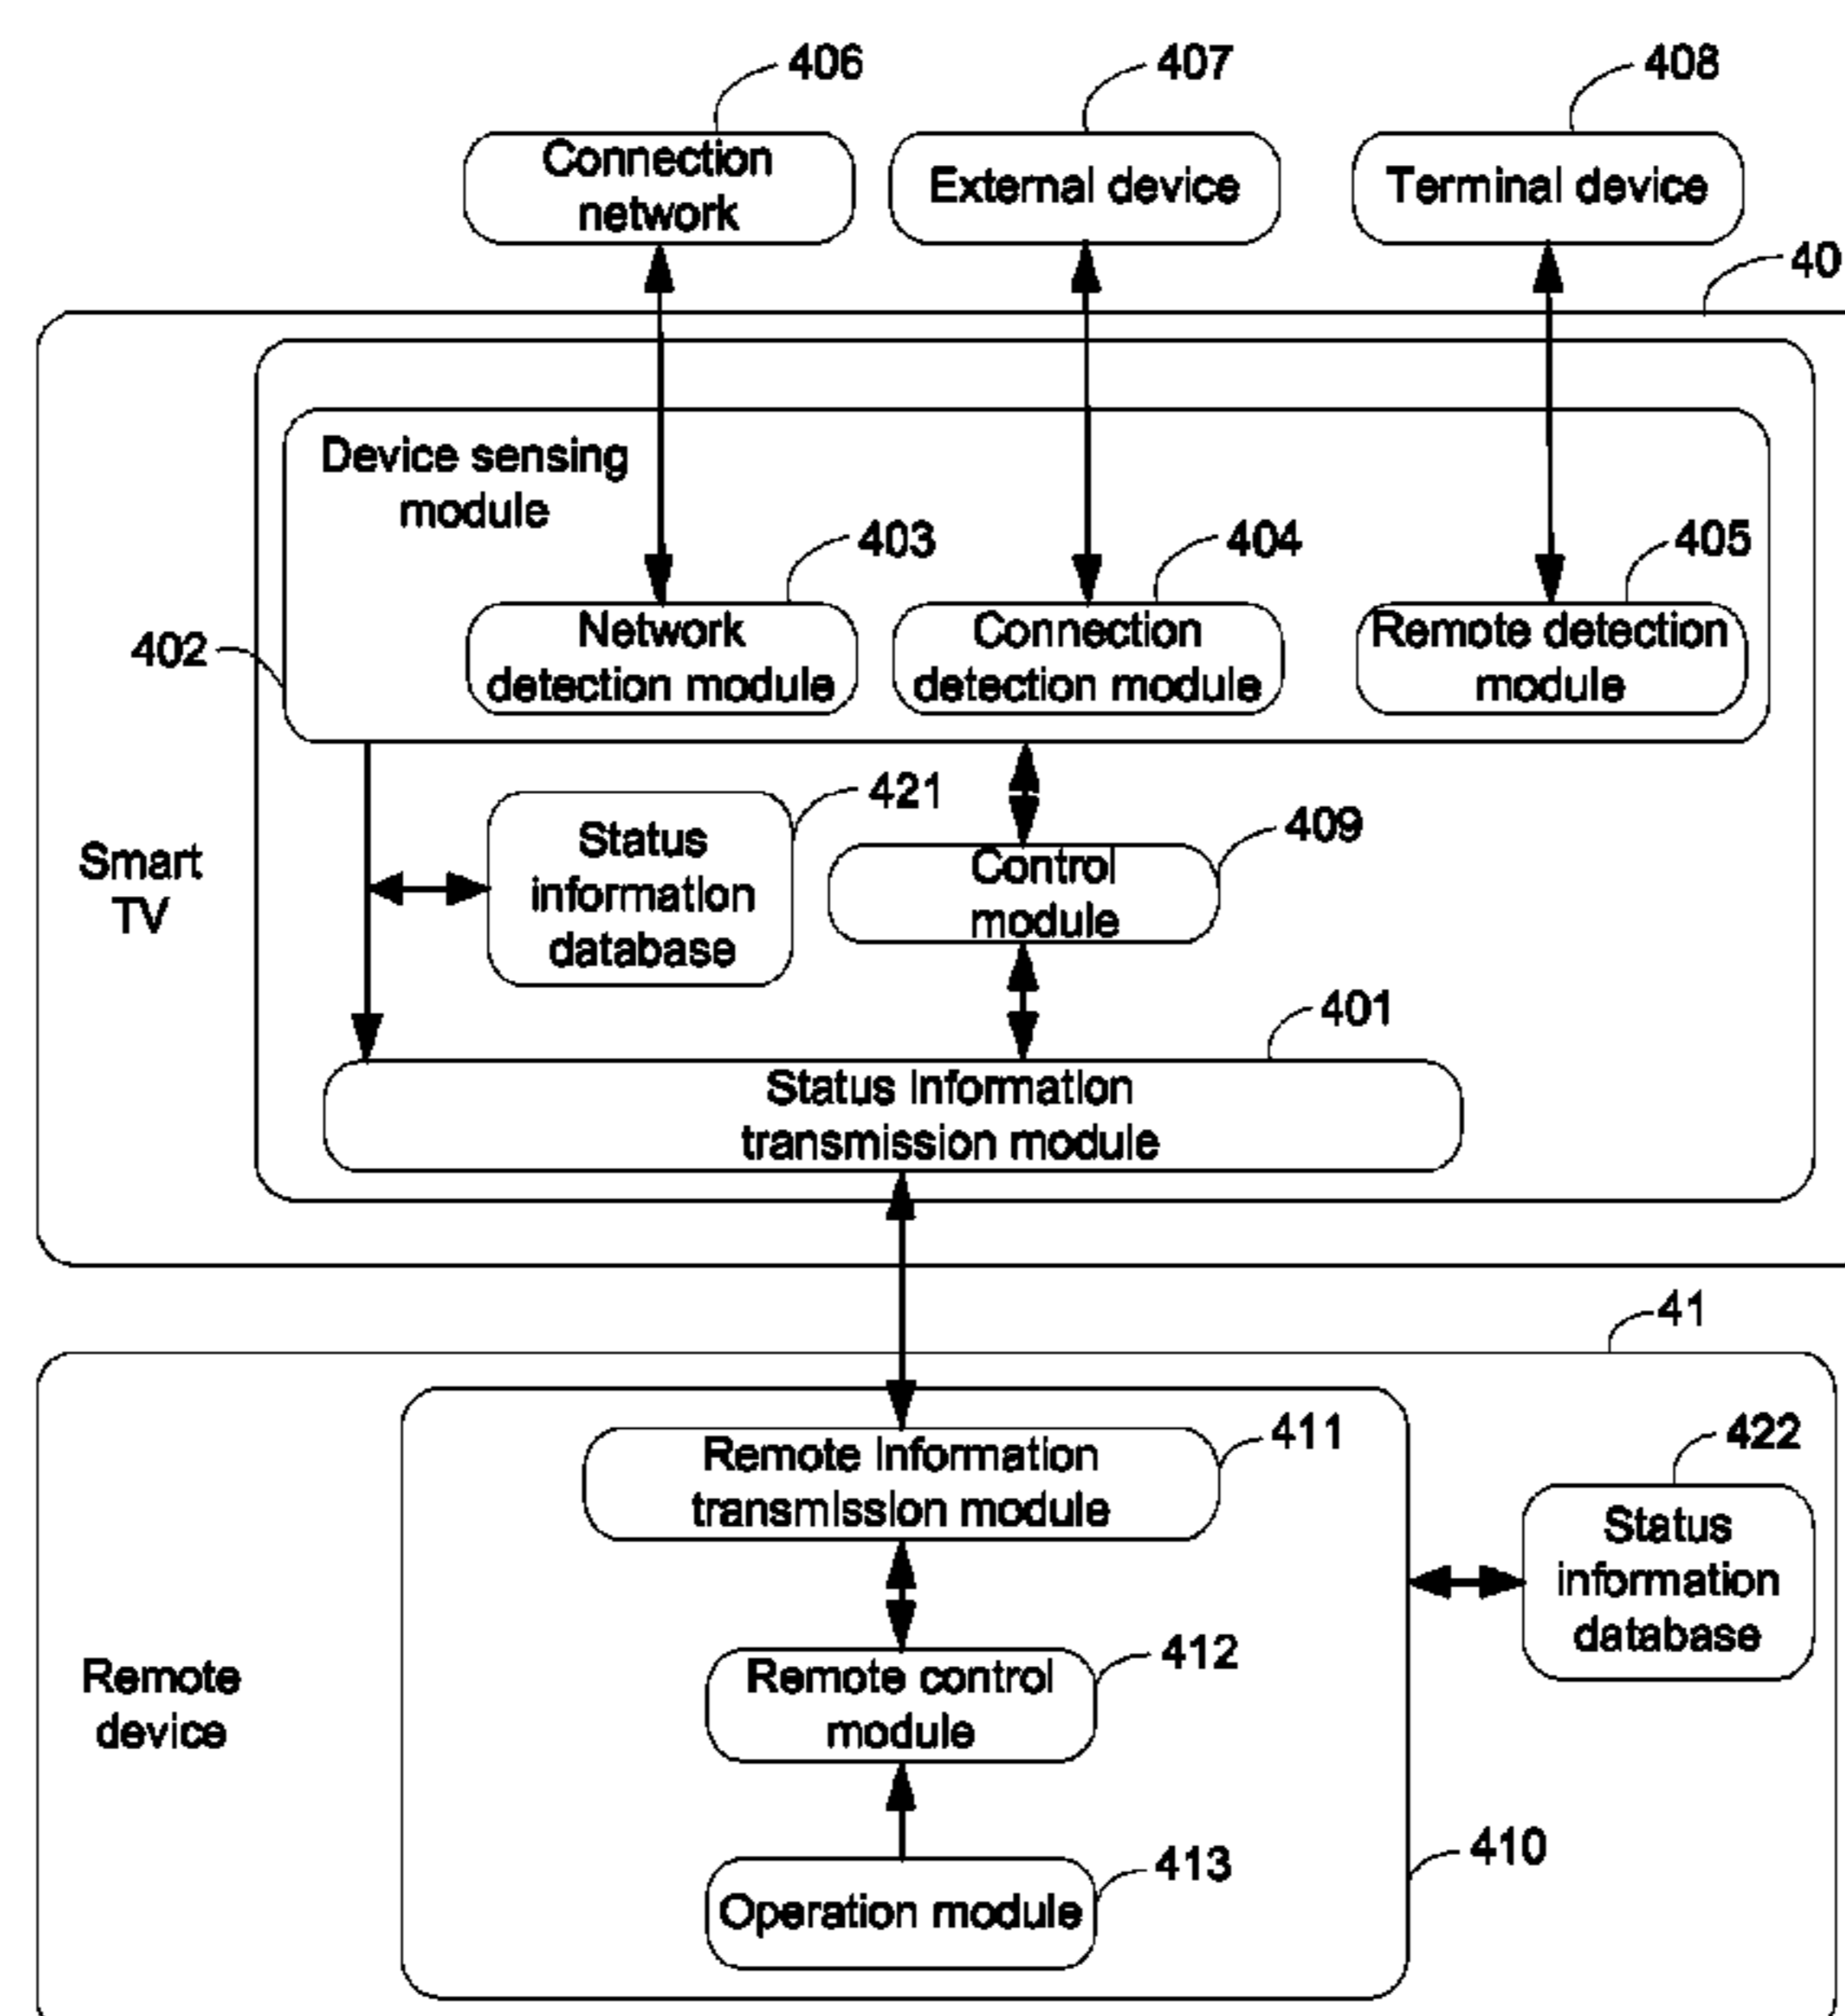 406
407
408
Connection
network
External device
Terminal device
40
Device sensing
module
403
404
405
402
Network
detection module
Connection
detection module
Remote detection
module
421
409
Smart
TV
Status
information
database
Control
module
401
Status information
transmission module
41
411
422
Remote information
transmission module
Status
information
database
412
Remote
device
Remote control
module
410
413
Operation module